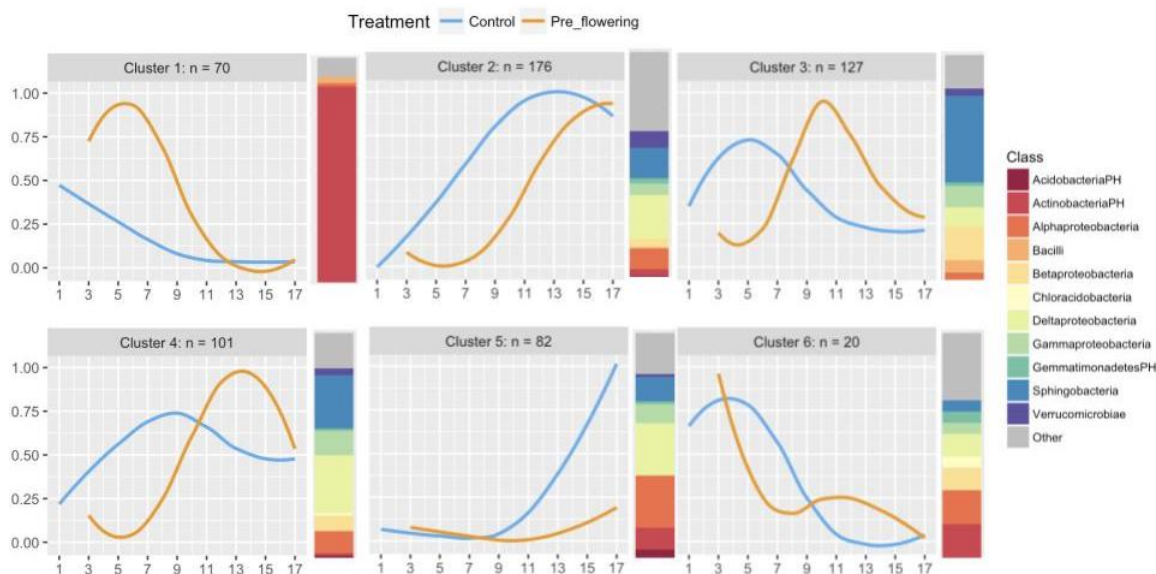 Treatment Control Pre_flowering
Cluster 1: n = 70
Cluster 2: n = 176
Cluster 3: n = 127
1.00
0.75
0.50
0.25
0.00
1 3 5 7 9 11 13 15 17
1 3 5 7 9 11 13 15 17
1 3 5 7 9 11 13 15 17
Cluster 4: n = 101
Cluster 5: n = 82
Cluster 6: n = 20
1.00
0.75
0.50
0.25
0.00
1 3 5 7 9 11 13 15 17
1 3 5 7 9 11 13 15 17
1 3 5 7 9 11 13 15 17
Class
AcidobacteriaPH
ActinobacteriaPH
Alphaproteobacteria
Bacilli
Betaproteobacteria
Chloracidobacteria
Deltaproteobacteria
Gammaproteobacteria
GemmatimonadetesPH
Sphingobacteria
Verrucomicrobiae
Other